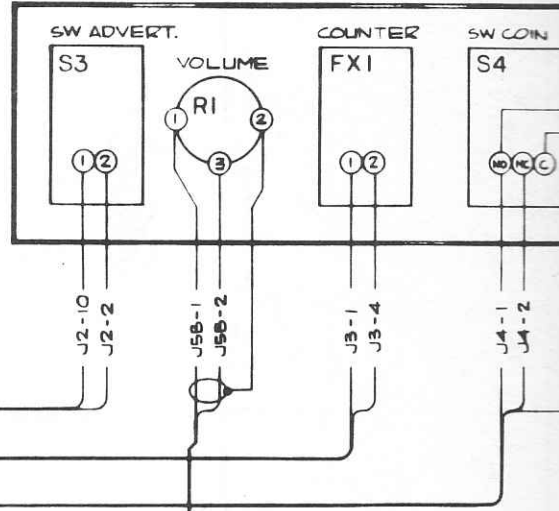 SW ADVERT.
S3
1 2
VOLUME
R1
1 2
3
COUNTER
FX1
1 2
SW COIN
S4
NO NC C
J2-10
J2-2
J5B-1
J5B-2
J3-1
J3-4
J4-1
J4-2